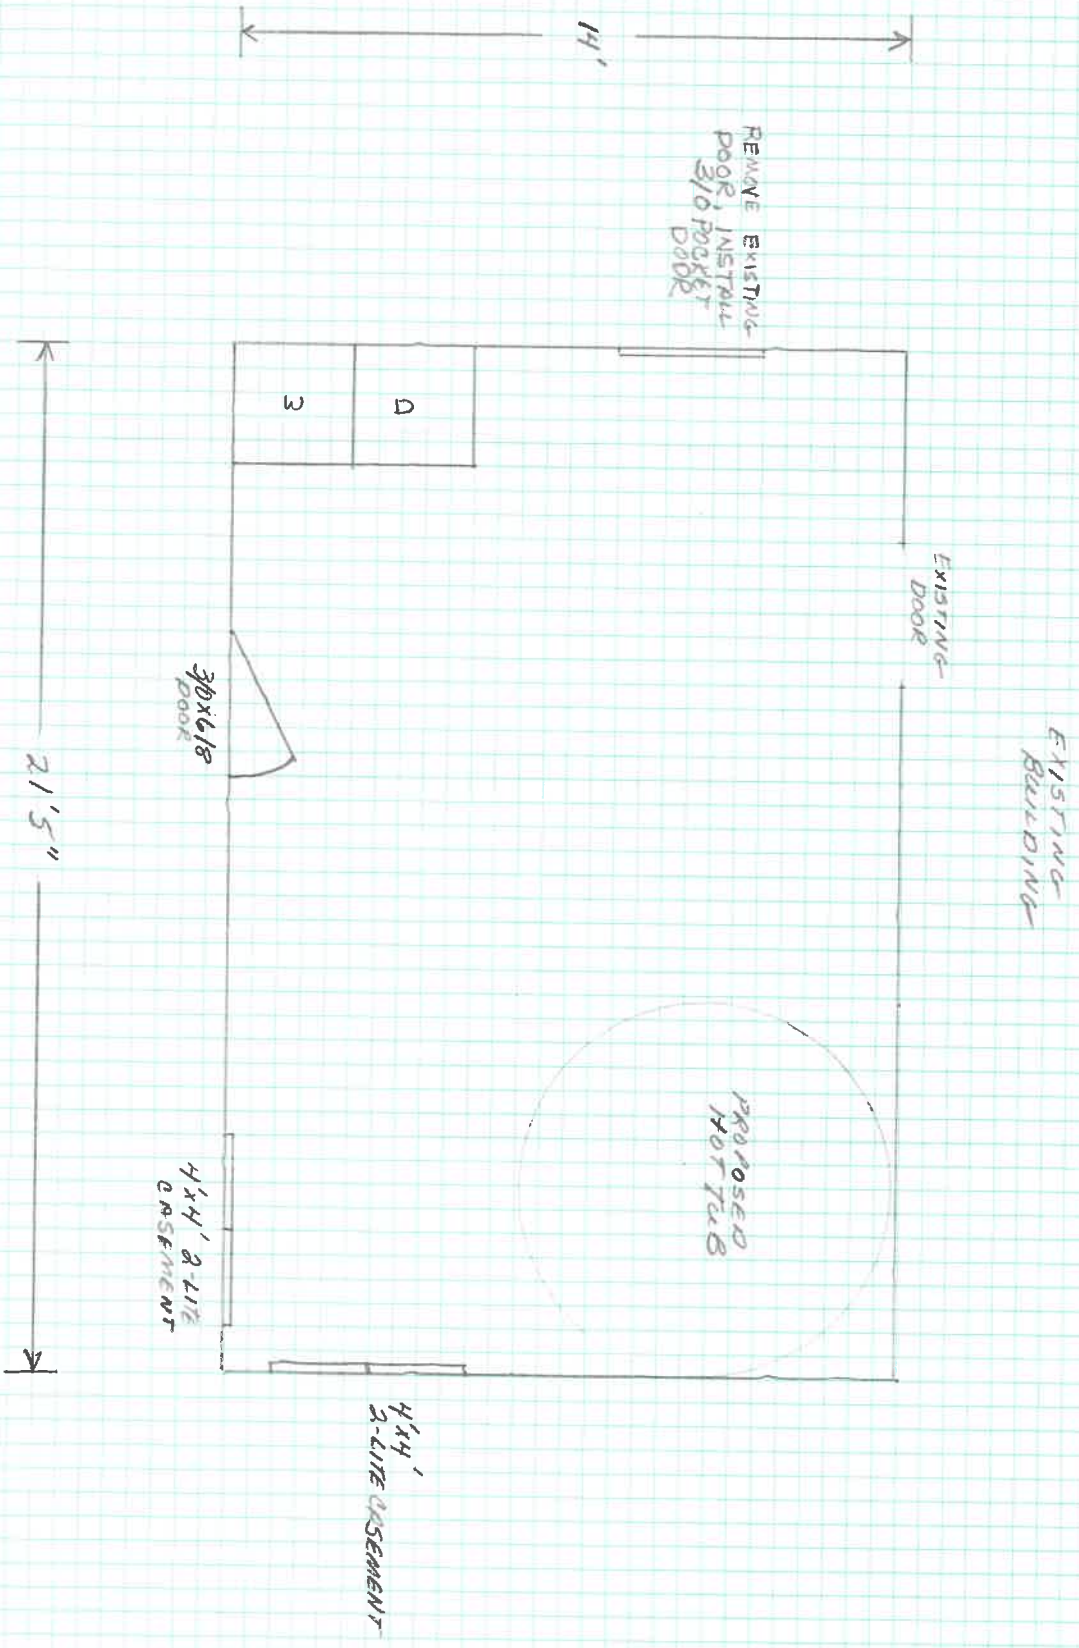 EXISTING
BUILDING
EXISTING
DOOR
REMOVE EXISTING
DOOR, INSTALL
3/0 POCKET
DOOR
14'
PROPOSED
HOT TUB
D
W
3/0x6/8
DOOR
4'x4' 2-LITE
CASEMENT
4'x4'
2-LITE CASEMENT
21'5"